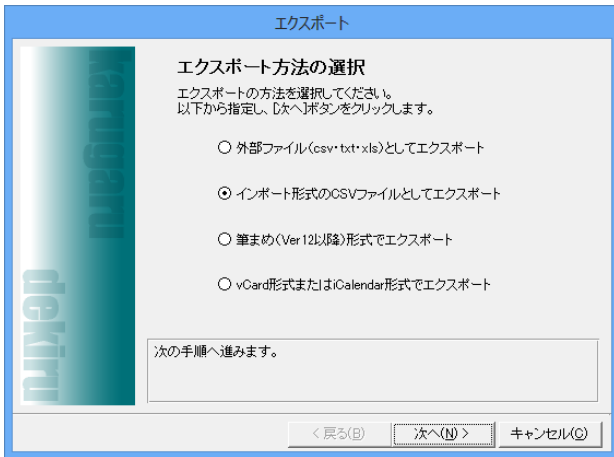 エクスポート
karugaru
dekiru
エクスポート方法の選択
エクスポートの方法を選択してください。
以下から指定し、[次へ]ボタンをクリックします。
外部ファイル(csv・txt・xls)としてエクスポート
インポート形式のCSVファイルとしてエクスポート
筆まめ(Ver12以降)形式でエクスポート
vCard形式またはiCalendar形式でエクスポート
次の手順へ進みます。
< 戻る(B)
次へ(N) >
キャンセル(C)